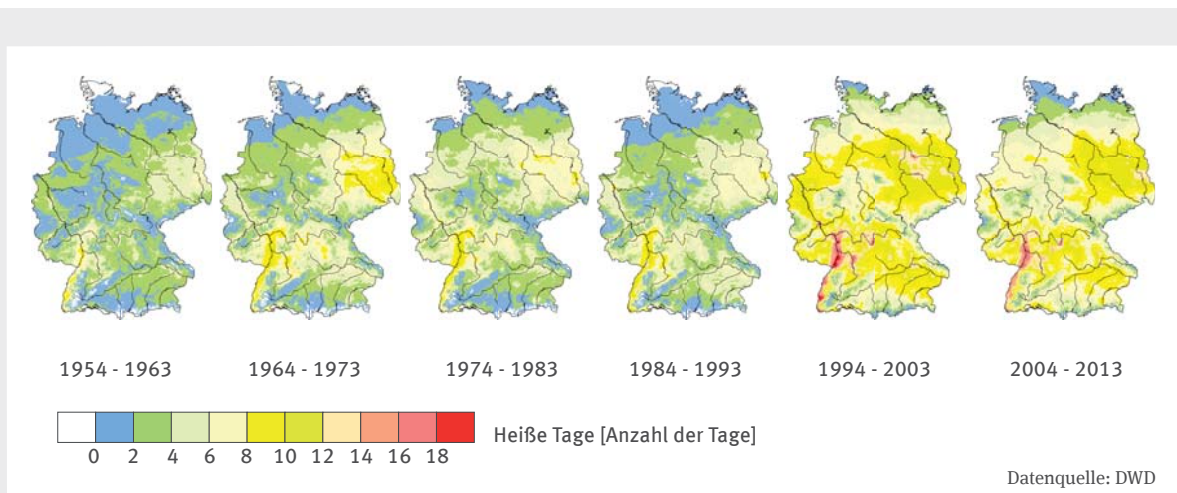 1954 - 1963 1964 - 1973 1974 - 1983 1984 - 1993 1994 - 2003 2004 - 2013
Heiße Tage [Anzahl der Tage]
0 2 4 6 8 10 12 14 16 18
Datenquelle: DWD